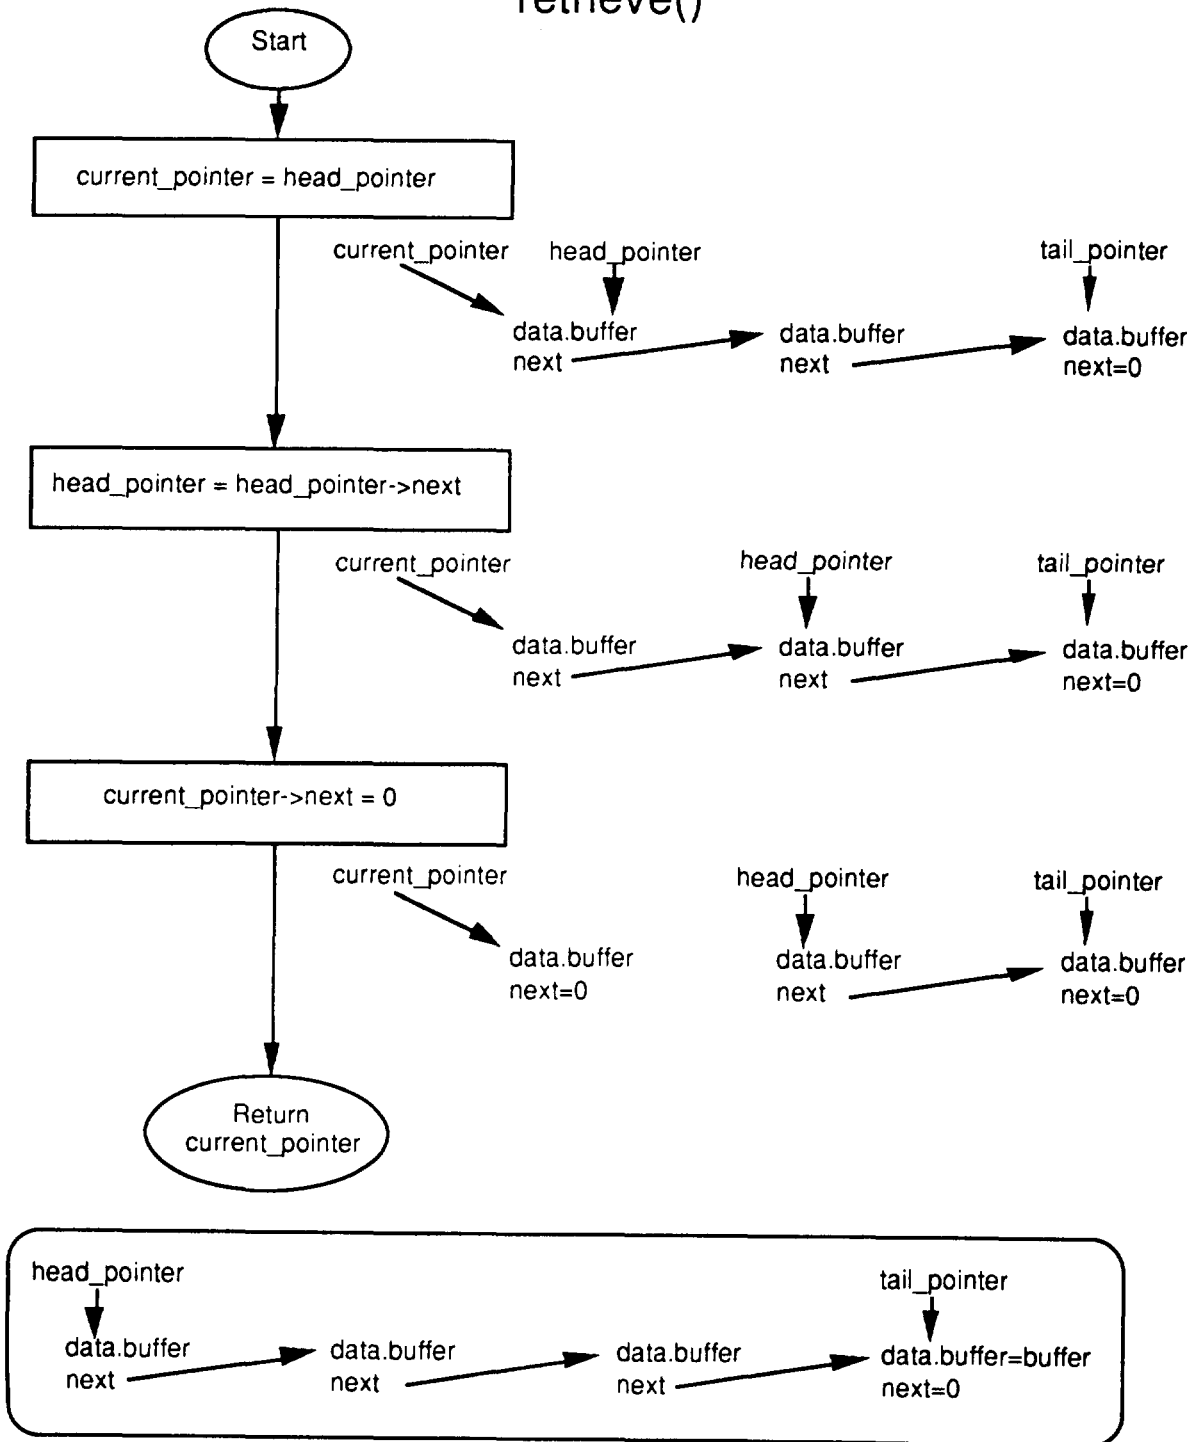 retrieve()
Start
current_pointer = head_pointer
current_pointer head_pointer tail_pointer
data.buffer data.buffer data.buffer
next next next=0
head_pointer = head_pointer->next
current_pointer head_pointer tail_pointer
data.buffer data.buffer data.buffer
next next next=0
current_pointer->next = 0
current_pointer head_pointer tail_pointer
data.buffer data.buffer data.buffer
next=0 next next=0
Return
current_pointer
head_pointer tail_pointer
data.buffer data.buffer data.buffer data.buffer=buffer
next next next next=0